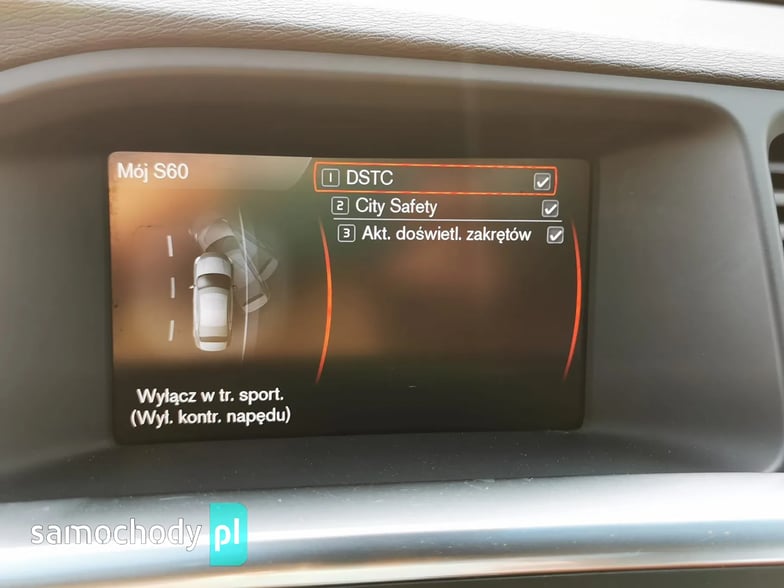 Mój S60
1 DSTC
2 City Safety
3 Akt. doświetl. zakrętów
Wyłącz w tr. sport.
(Wył. kontr. napędu)
samochody pl